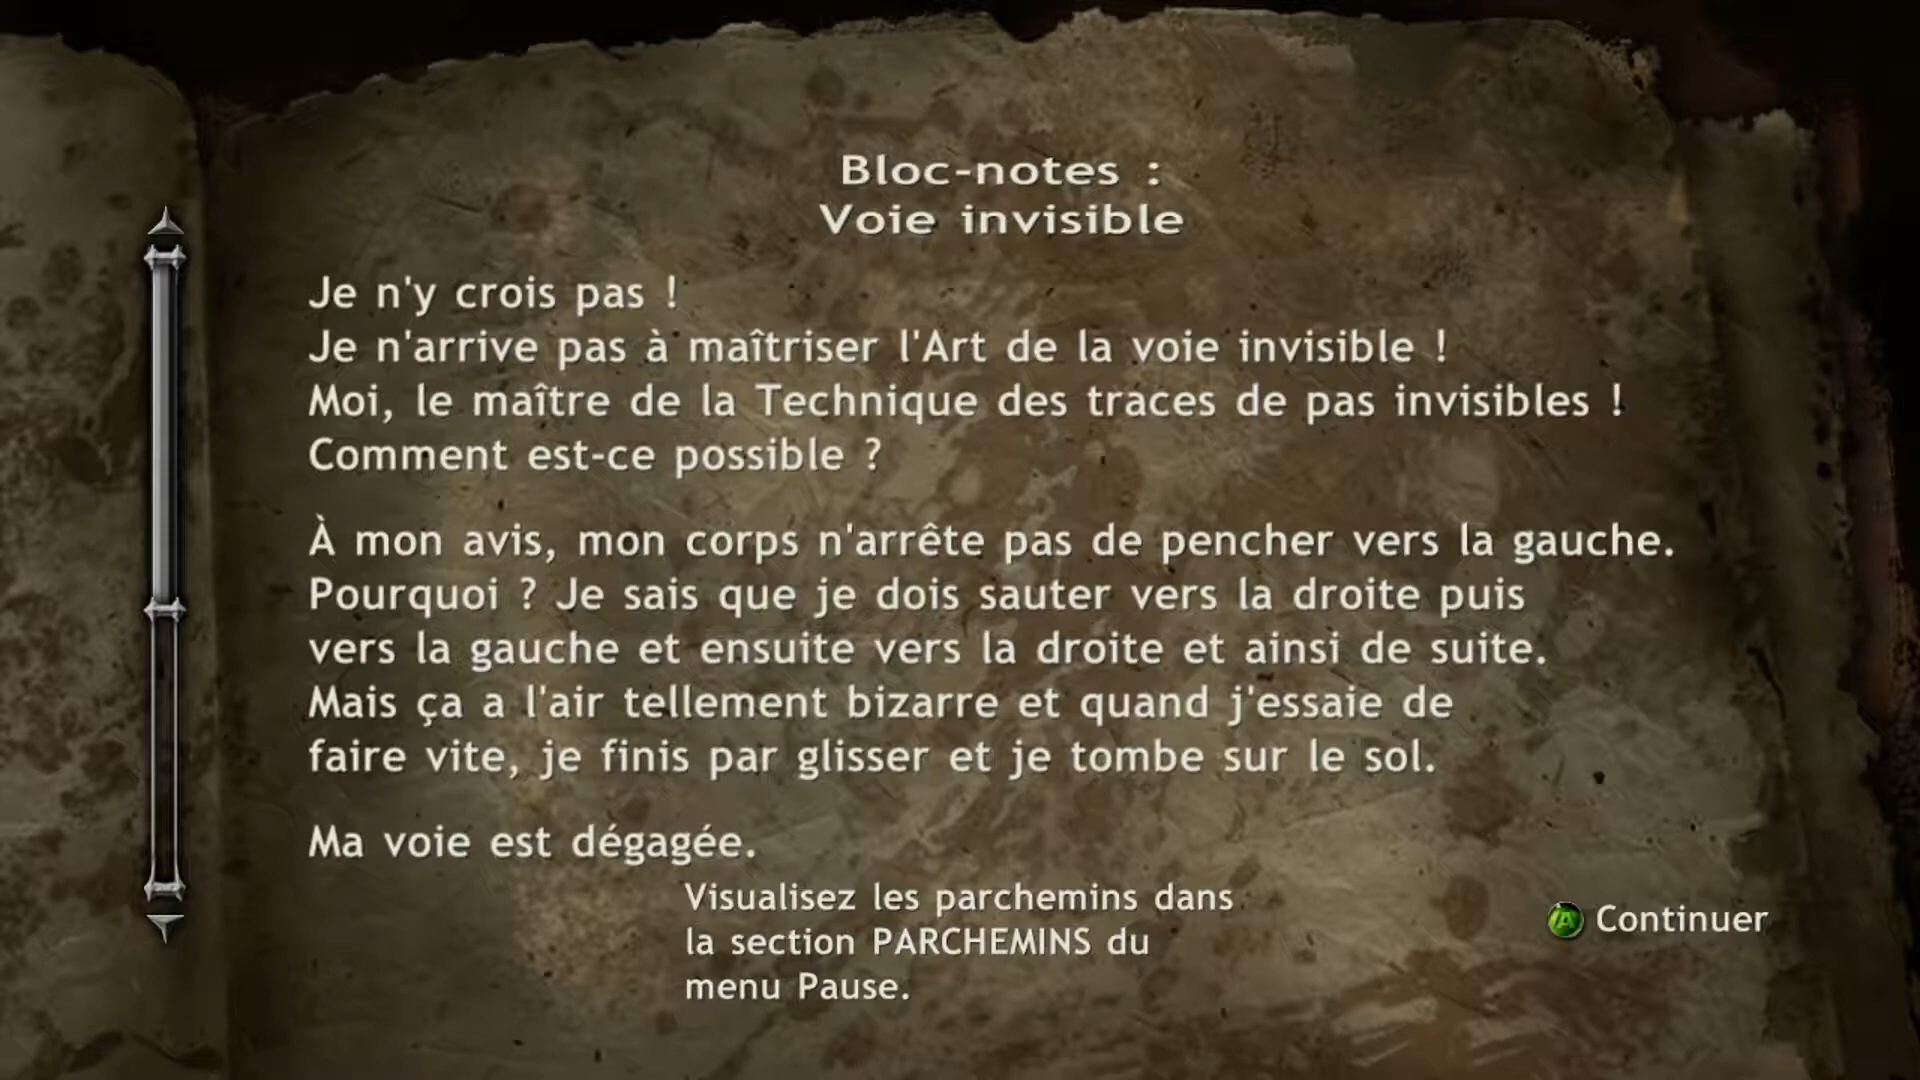 Bloc-notes :
Voie invisible
Je n'y crois pas !
Je n'arrive pas à maîtriser l'Art de la voie invisible !
Moi, le maître de la Technique des traces de pas invisibles !
Comment est-ce possible ?
À mon avis, mon corps n'arrête pas de pencher vers la gauche.
Pourquoi ? Je sais que je dois sauter vers la droite puis
vers la gauche et ensuite vers la droite et ainsi de suite.
Mais ça a l'air tellement bizarre et quand j'essaie de
faire vite, je finis par glisser et je tombe sur le sol.
Ma voie est dégagée.
Visualisez les parchemins dans
la section PARCHEMINS du
menu Pause.
A Continuer